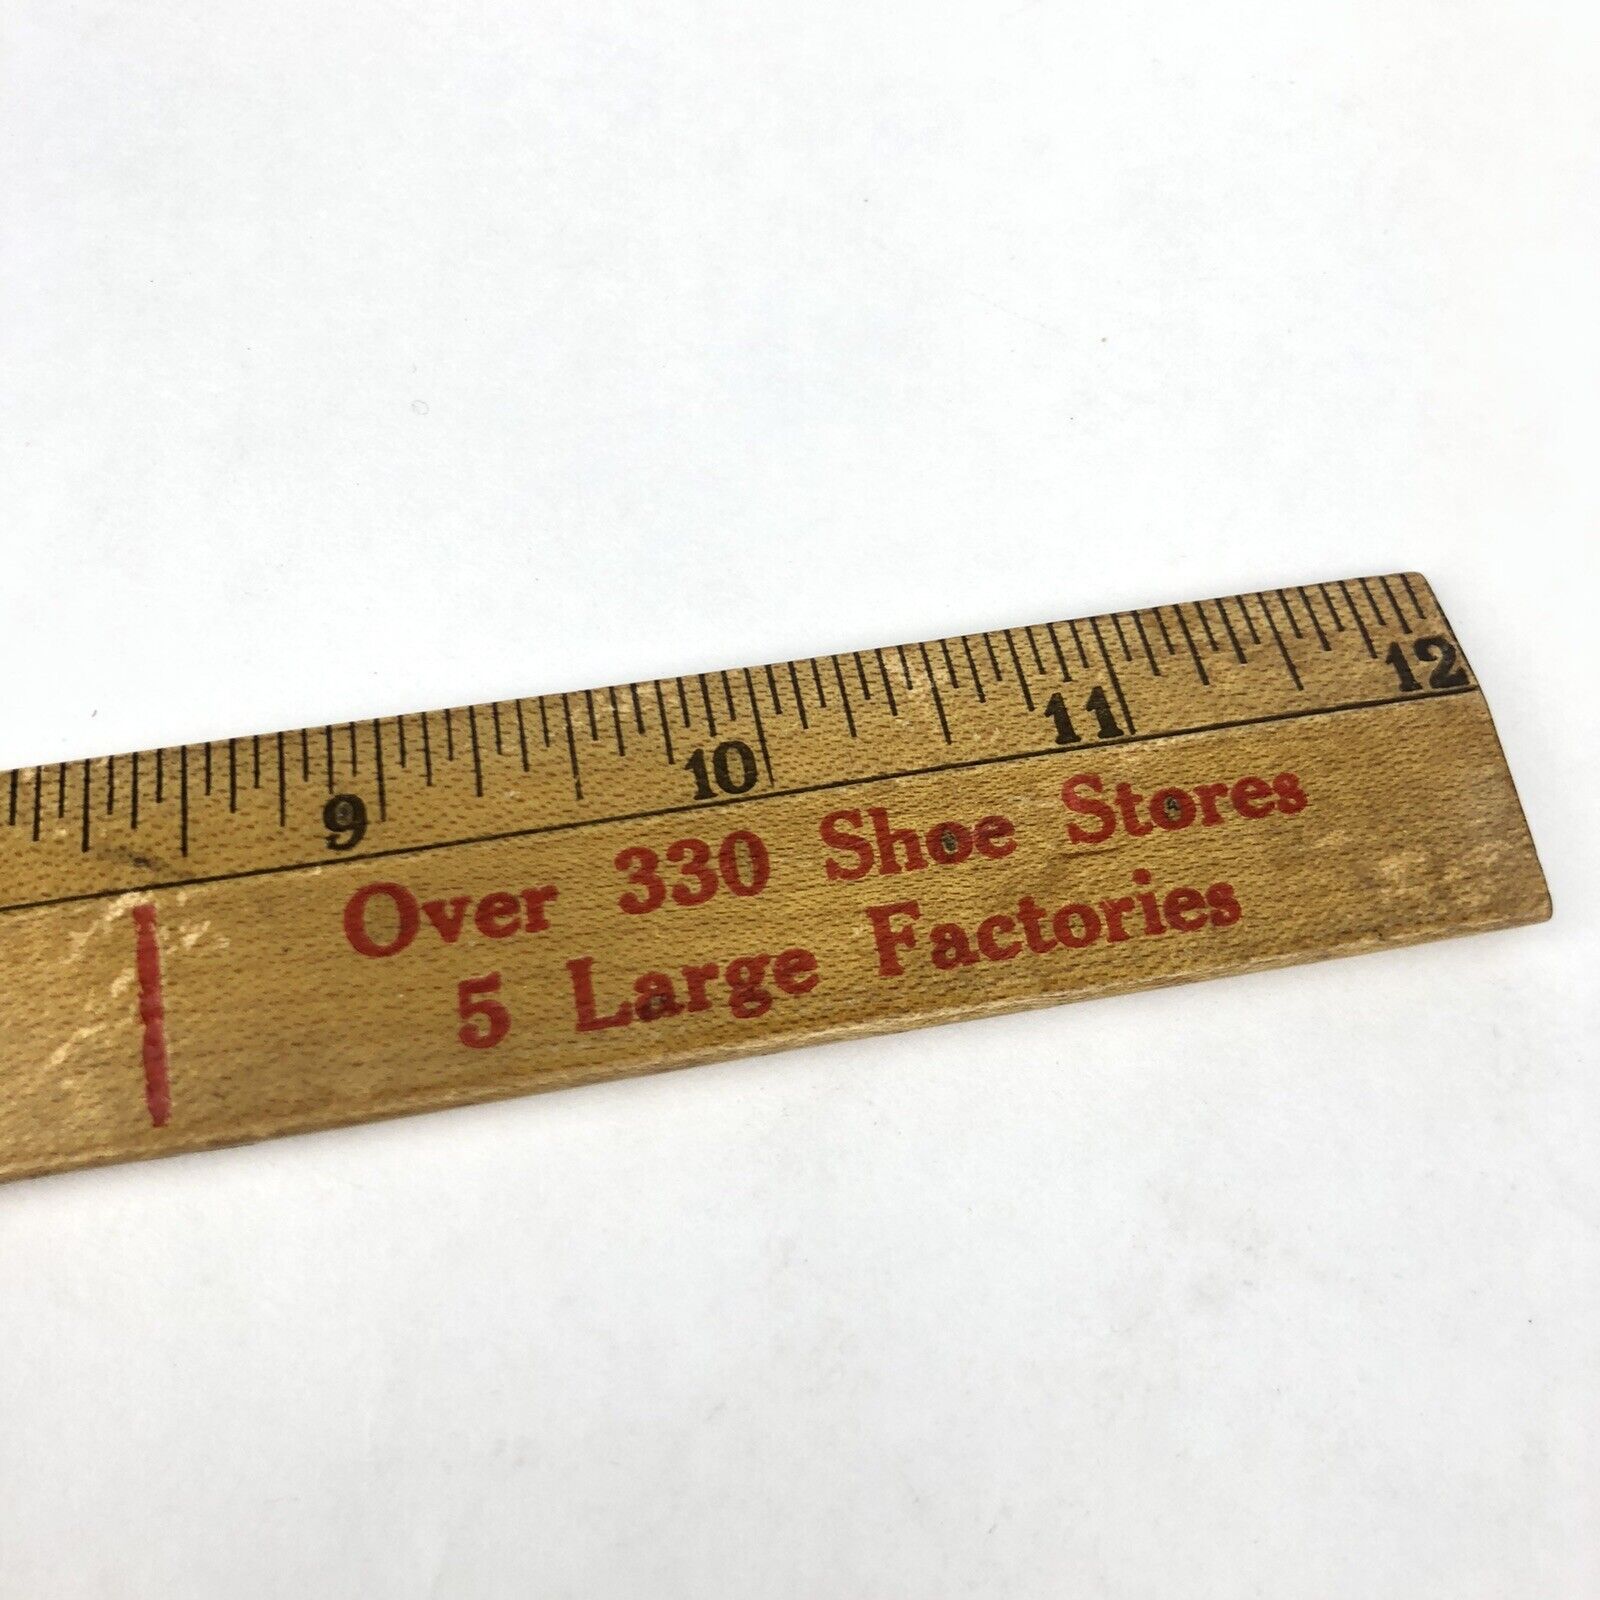 9 10 11 12
Over 330 Shoe Stores
5 Large Factories